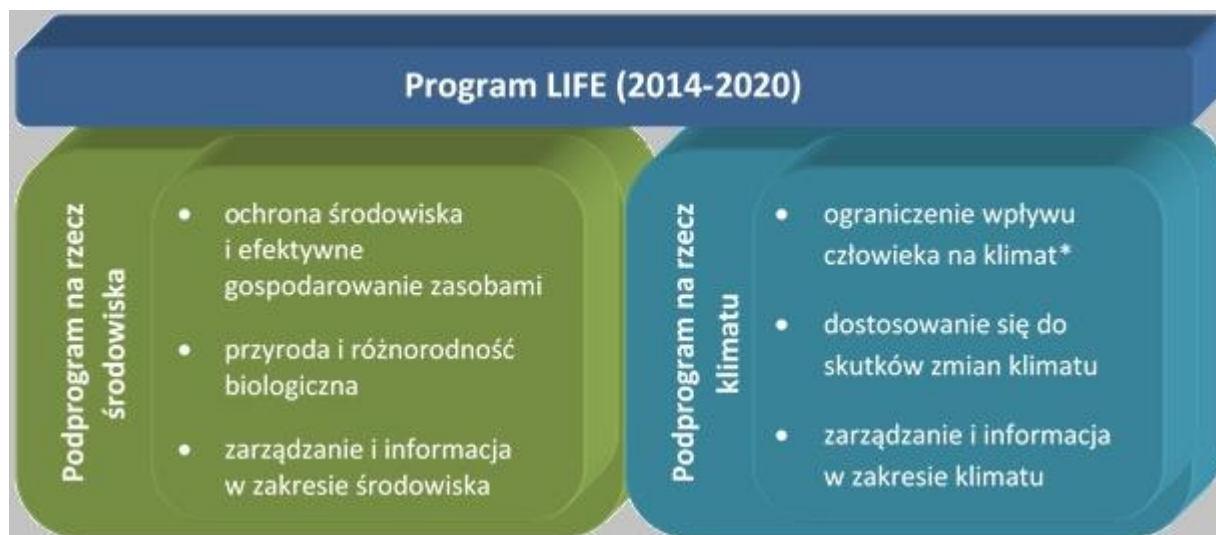 Program LIFE (2014-2020)
Podprogram na rzecz
środowiska
• ochrona środowiska
i efektywne
gospodarowanie zasobami
• przyroda i różnorodność
biologiczna
• zarządzanie i informacja
w zakresie środowiska
Podprogram na rzecz
klimatu
• ograniczenie wpływu
człowieka na klimat*
• dostosowanie się do
skutków zmian klimatu
• zarządzanie i informacja
w zakresie klimatu